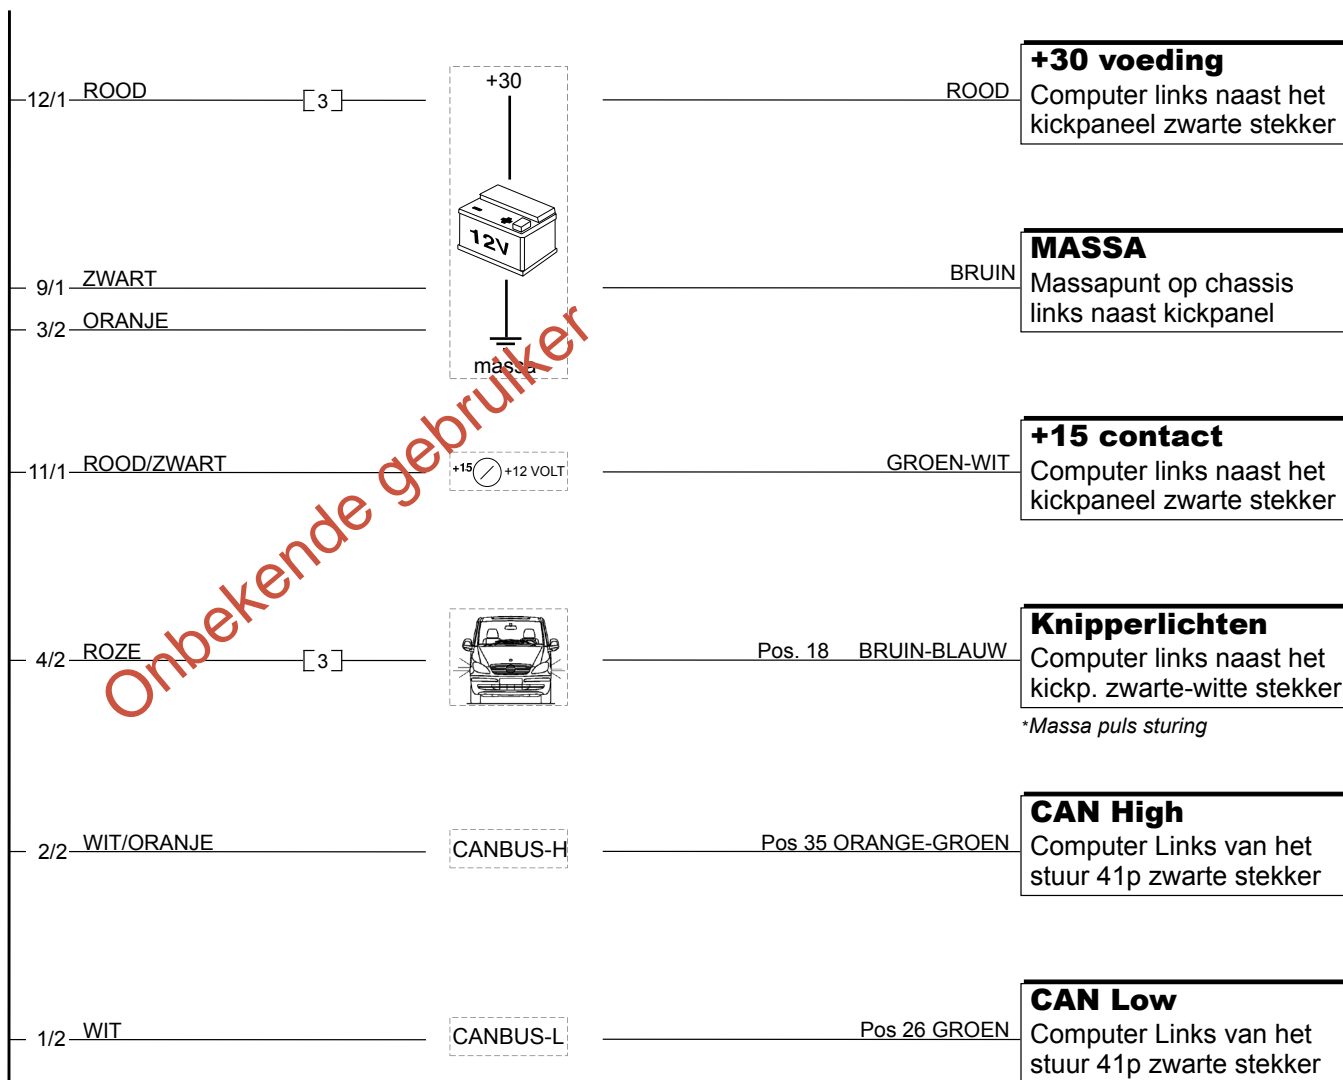 12/1 ROOD [3] +30 ROOD
+30 voeding
Computer links naast het
kickpaneel zwarte stekker
12V
9/1 ZWART BRUIN
MASSA
Massapunt op chassis
links naast kickpanel
3/2 ORANJE
massa
11/1 ROOD/ZWART +15 +12 VOLT GROEN-WIT
+15 contact
Computer links naast het
kickpaneel zwarte stekker
Onbekende gebruiker
4/2 ROZE [3] Pos. 18 BRUIN-BLAUW
Knipperlichten
Computer links naast het
kickp. zwarte-witte stekker
*Massa puls sturing
2/2 WIT/ORANJE CANBUS-H Pos 35 ORANGE-GROEN
CAN High
Computer Links van het
stuur 41p zwarte stekker
1/2 WIT CANBUS-L Pos 26 GROEN
CAN Low
Computer Links van het
stuur 41p zwarte stekker